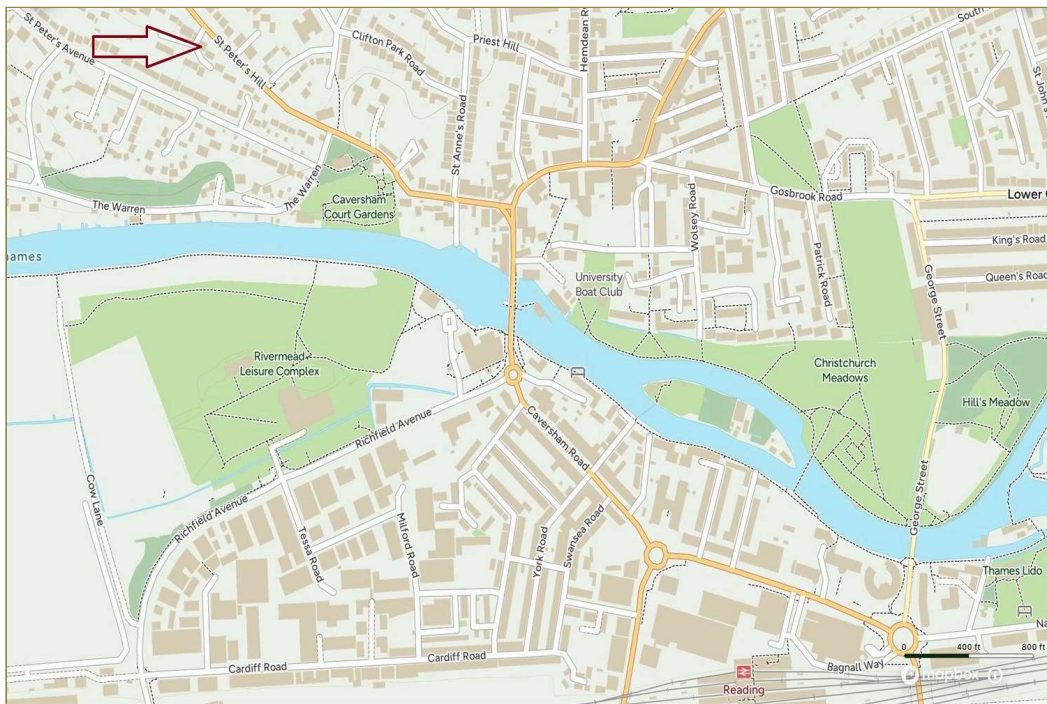 St Peter's Avenue
St Peter's Hill
Clifton Park Road
Priest Hill
Hemdean R
South
St John's
St Anne's Road
The Warren
The Warren
Caversham
Court Gardens
Wolsey Road
Gosbrook Road
Lower
King's Road
Queen's Road
Patrick Road
George Street
hames
University
Boat Club
Rivermead
Leisure Complex
Christchurch
Meadows
Hill's Meadow
Richfield Avenue
Caversham Road
Cow Lane
Richfield Avenue
Tessa Road
Milford Road
York Road
Swansea Road
George Street
Thames Lido
Na
Cardiff Road
Cardiff Road
Bagnall Way
Reading
0 400 ft 800 ft
mapbox